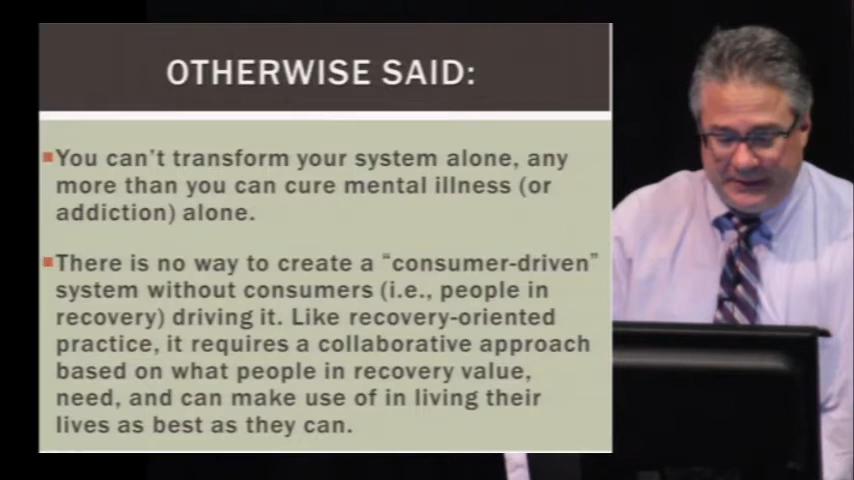 OTHERWISE SAID:
You can't transform your system alone, any
more than you can cure mental illness (or
addiction) alone.
There is no way to create a "consumer-driven"
system without consumers (i.e., people in
recovery) driving it. Like recovery-oriented
practice, it requires a collaborative approach
based on what people in recovery value,
need, and can make use of in living their
lives as best as they can.